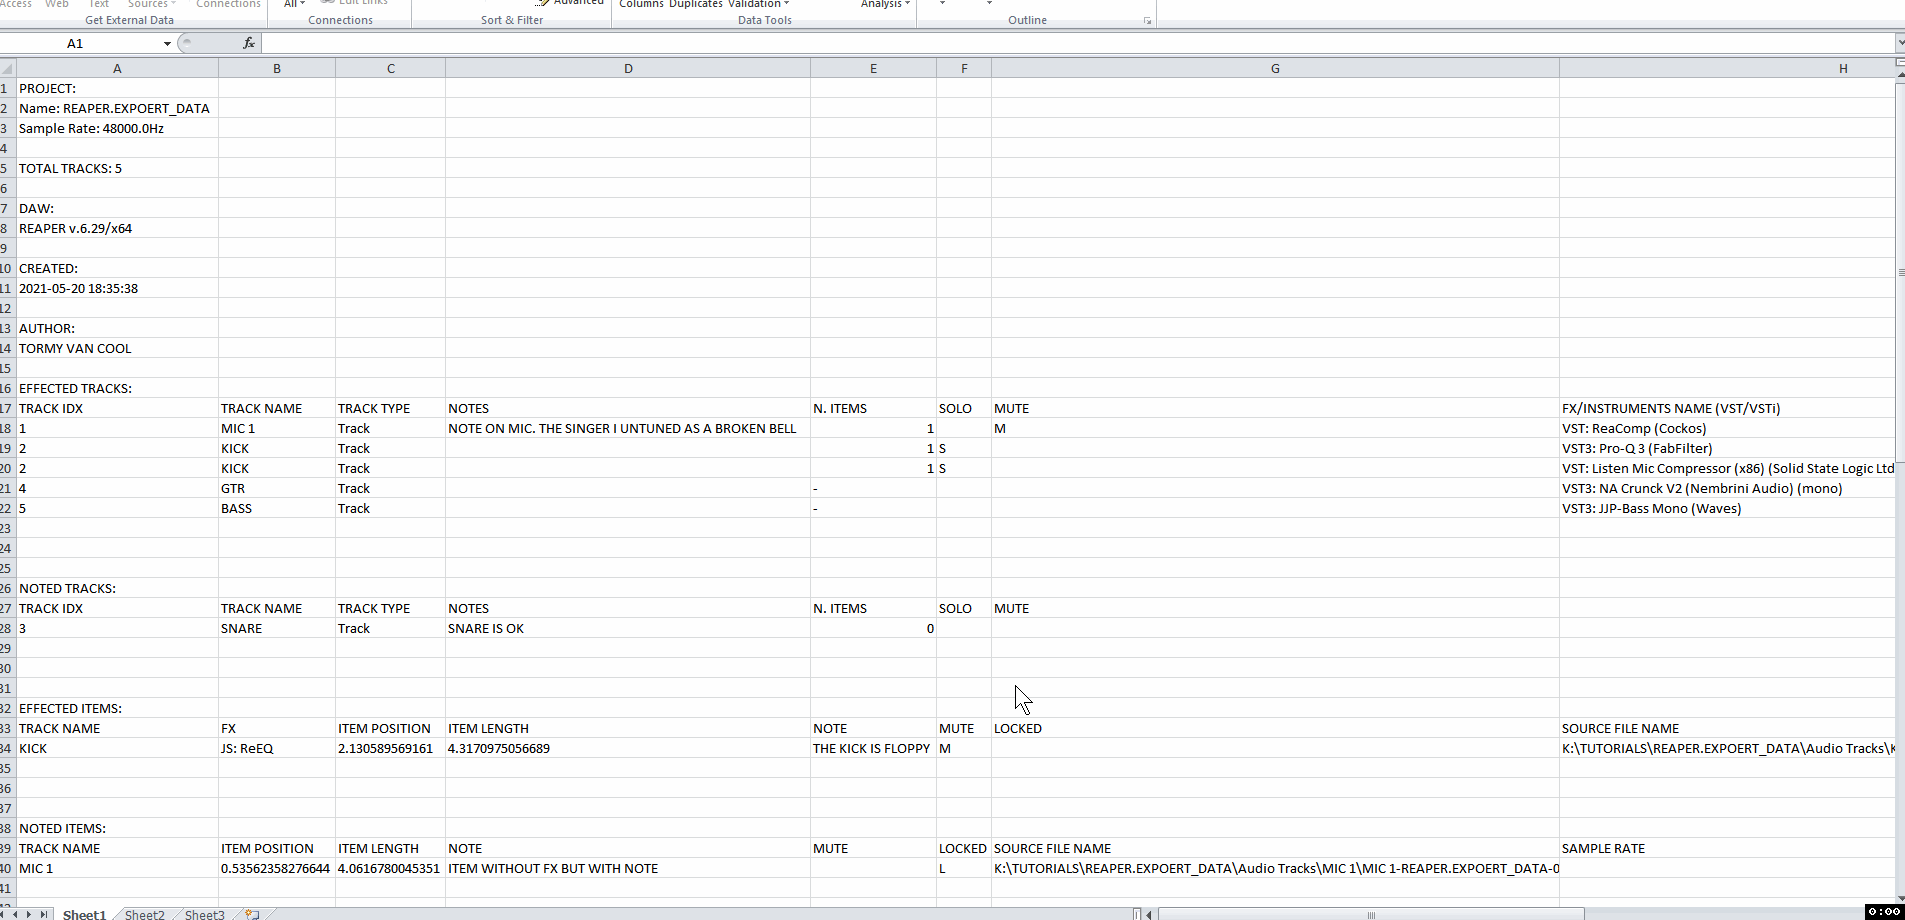 Access Web Text Sources Connections All Edit Links Advanced Columns Duplicates Validation Analysis
Get External Data Connections Sort & Filter Data Tools Outline
A1 fx
A B C D E F G H
1 PROJECT:
2 Name: REAPER.EXPOERT_DATA
3 Sample Rate: 48000.0Hz
4
5 TOTAL TRACKS: 5
6
7 DAW:
8 REAPER v.6.29/x64
9
10 CREATED:
11 2021-05-20 18:35:38
12
13 AUTHOR:
14 TORMY VAN COOL
15
16 EFFECTED TRACKS:
17 TRACK IDX TRACK NAME TRACK TYPE NOTES N. ITEMS SOLO MUTE FX/INSTRUMENTS NAME (VST/VSTi)
18 1 MIC 1 Track NOTE ON MIC. THE SINGER I UNTUNED AS A BROKEN BELL 1 M VST: ReaComp (Cockos)
19 2 KICK Track 1 S VST3: Pro-Q 3 (FabFilter)
20 2 KICK Track 1 S VST: Listen Mic Compressor (x86) (Solid State Logic Ltd
21 4 GTR Track - VST3: NA Crunck V2 (Nembrini Audio) (mono)
22 5 BASS Track - VST3: JJP-Bass Mono (Waves)
23
24
25
26 NOTED TRACKS:
27 TRACK IDX TRACK NAME TRACK TYPE NOTES N. ITEMS SOLO MUTE
28 3 SNARE Track SNARE IS OK 0
29
30
31
32 EFFECTED ITEMS:
33 TRACK NAME FX ITEM POSITION ITEM LENGTH NOTE MUTE LOCKED SOURCE FILE NAME
34 KICK JS: ReEQ 2.130589569161 4.3170975056689 THE KICK IS FLOPPY M K:\TUTORIALS\REAPER.EXPOERT_DATA\Audio Tracks\K
35
36
37
38 NOTED ITEMS:
39 TRACK NAME ITEM POSITION ITEM LENGTH NOTE MUTE LOCKED SOURCE FILE NAME SAMPLE RATE
40 MIC 1 0.53562358276644 4.0616780045351 ITEM WITHOUT FX BUT WITH NOTE L K:\TUTORIALS\REAPER.EXPOERT_DATA\Audio Tracks\MIC 1\MIC 1-REAPER.EXPOERT_DATA-0
41
Sheet1 Sheet2 Sheet3
0:00